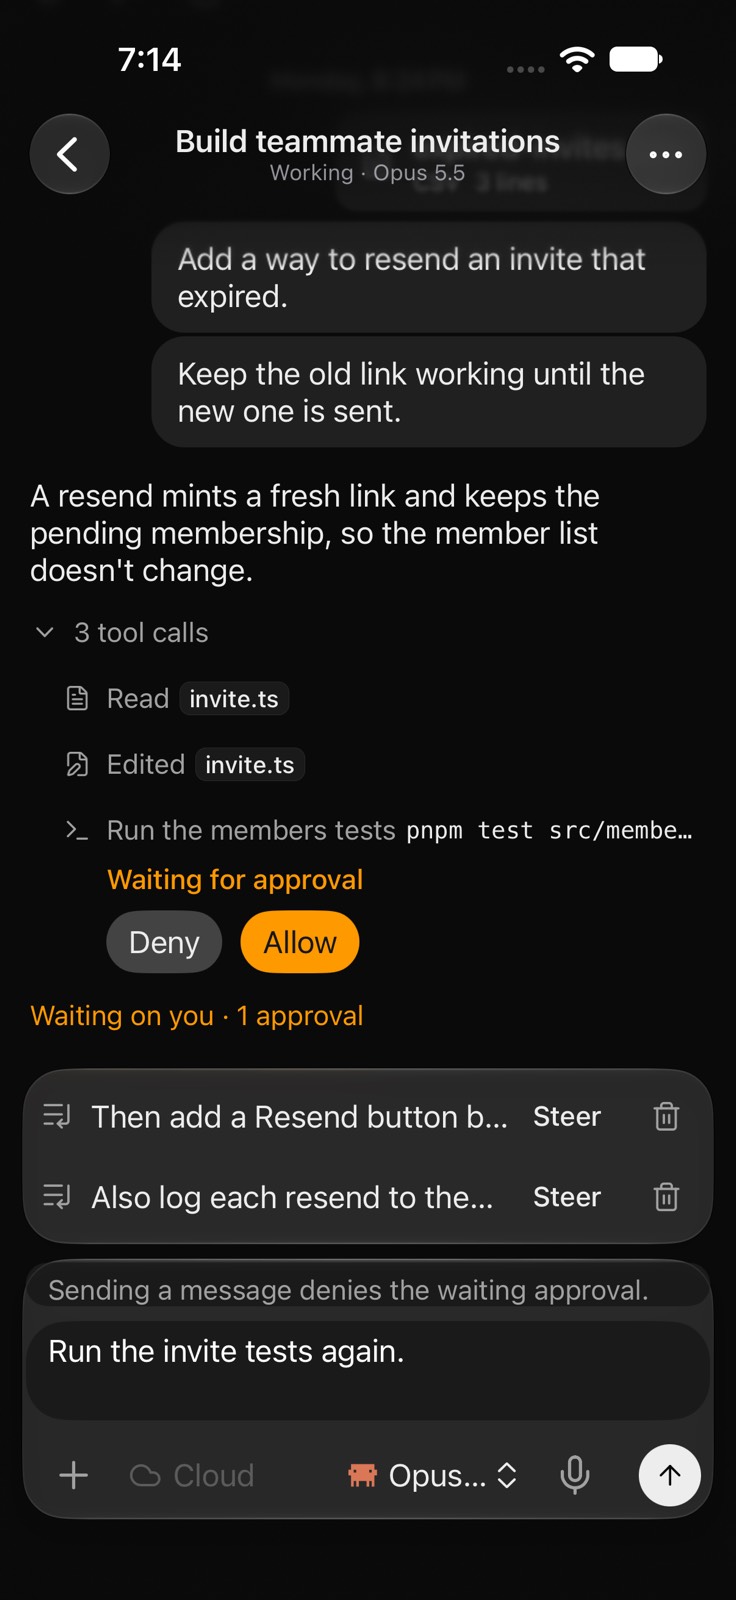 7:14
Build teammate invitations
Working · Opus 5.5
Add a way to resend an invite that
expired.
Keep the old link working until the
new one is sent.
A resend mints a fresh link and keeps the
pending membership, so the member list
doesn't change.
3 tool calls
Read invite.ts
Edited invite.ts
Run the members tests pnpm test src/membe…
Waiting for approval
Deny Allow
Waiting on you · 1 approval
Then add a Resend button b… Steer
Also log each resend to the… Steer
Sending a message denies the waiting approval.
Run the invite tests again.
Cloud Opus…